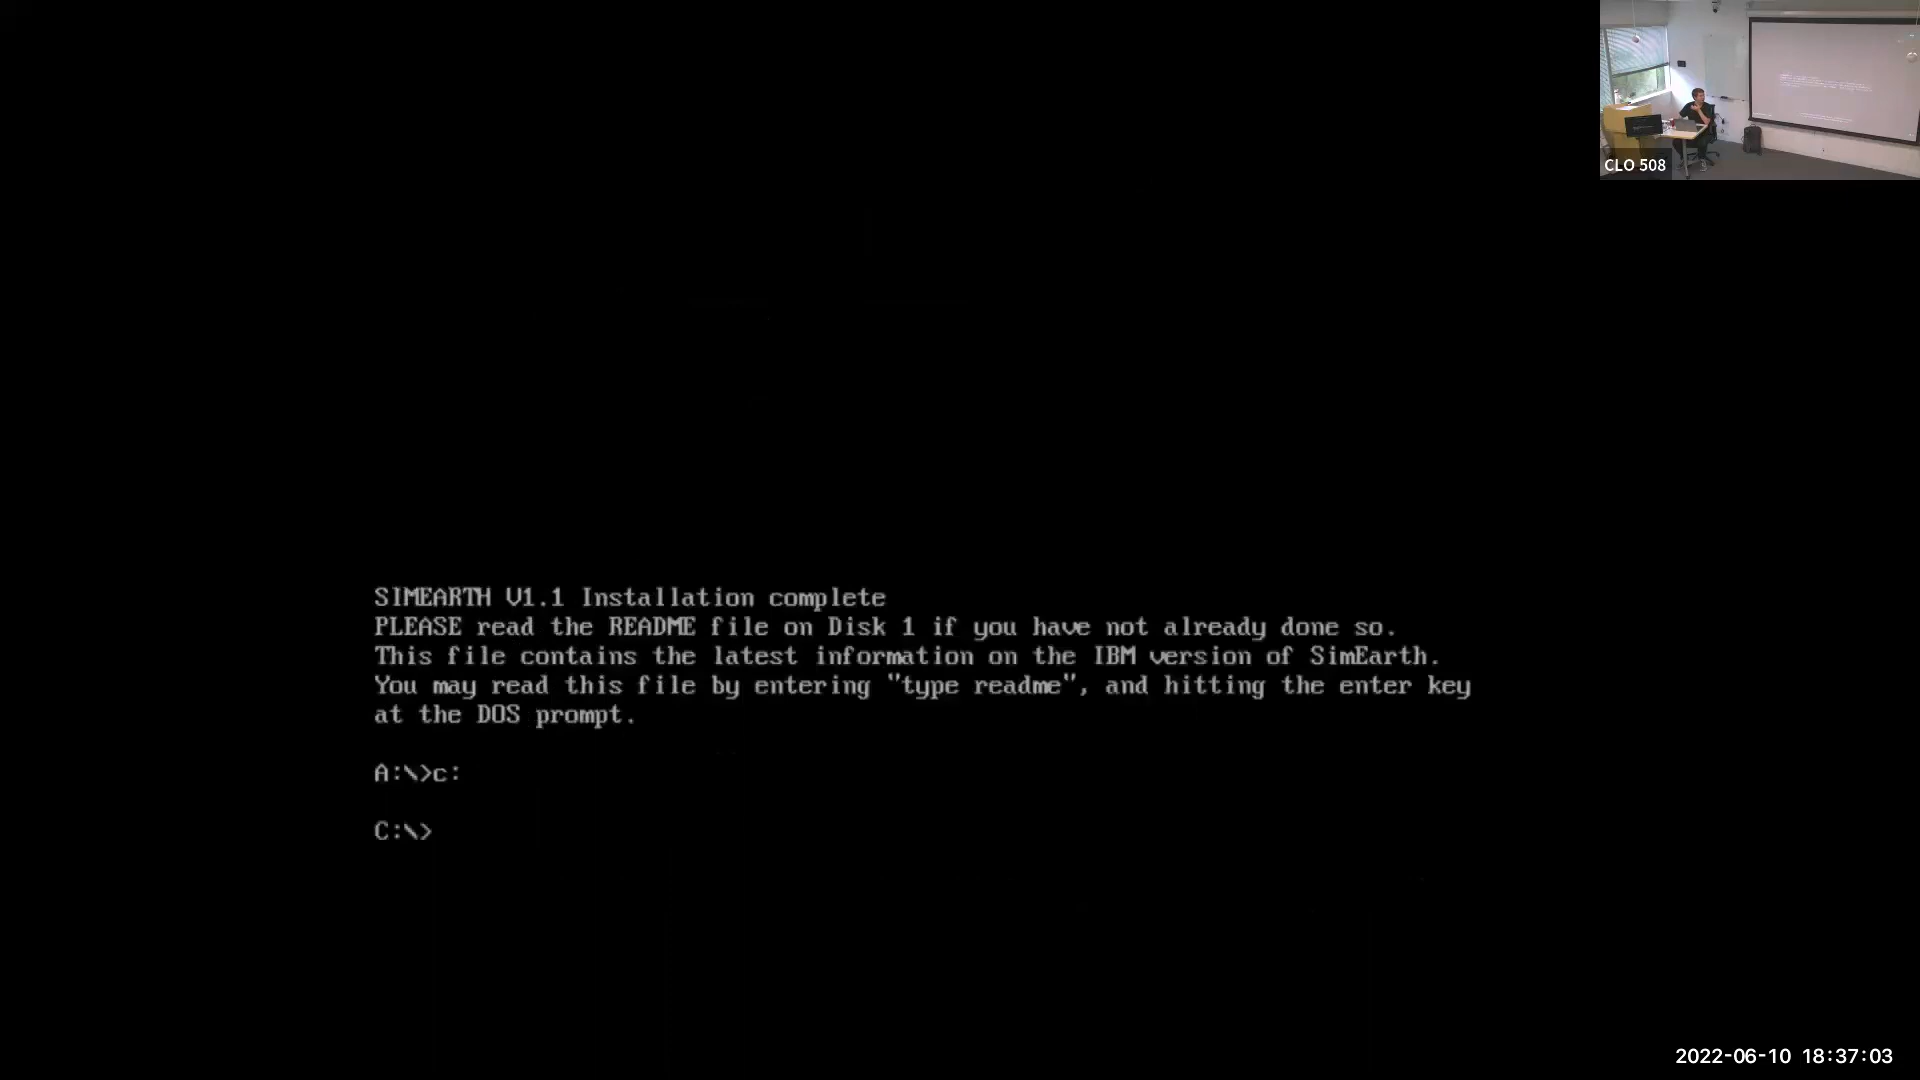 CLO 508
SIMEARTH V1.1 Installation complete
PLEASE read the README file on Disk 1 if you have not already done so.
This file contains the latest information on the IBM version of SimEarth.
You may read this file by entering "type readme", and hitting the enter key
at the DOS prompt.
A:\>c:
C:\>
2022-06-10 18:37:03